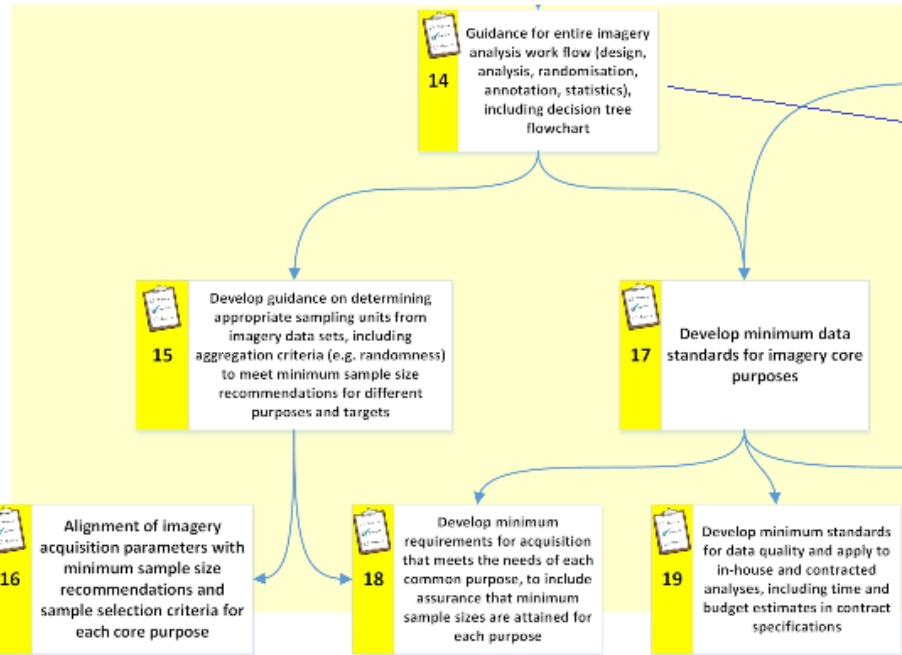 Guidance for entire imagery
analysis work flow (design,
analysis, randomisation,
annotation, statistics),
including decision tree
flowchart
14
Develop guidance on determining
appropriate sampling units from
imagery data sets, including
aggregation criteria (e.g. randomness)
to meet minimum sample size
recommendations for different
purposes and targets
15
Develop minimum data
standards for imagery core
purposes
17
Alignment of imagery
acquisition parameters with
minimum sample size
recommendations and
sample selection criteria for
each core purpose
16
Develop minimum
requirements for acquisition
that meets the needs of each
common purpose, to include
assurance that minimum
sample sizes are attained for
each purpose
18
Develop minimum standards
for data quality and apply to
in-house and contracted
analyses, including time and
budget estimates in contract
specifications
19